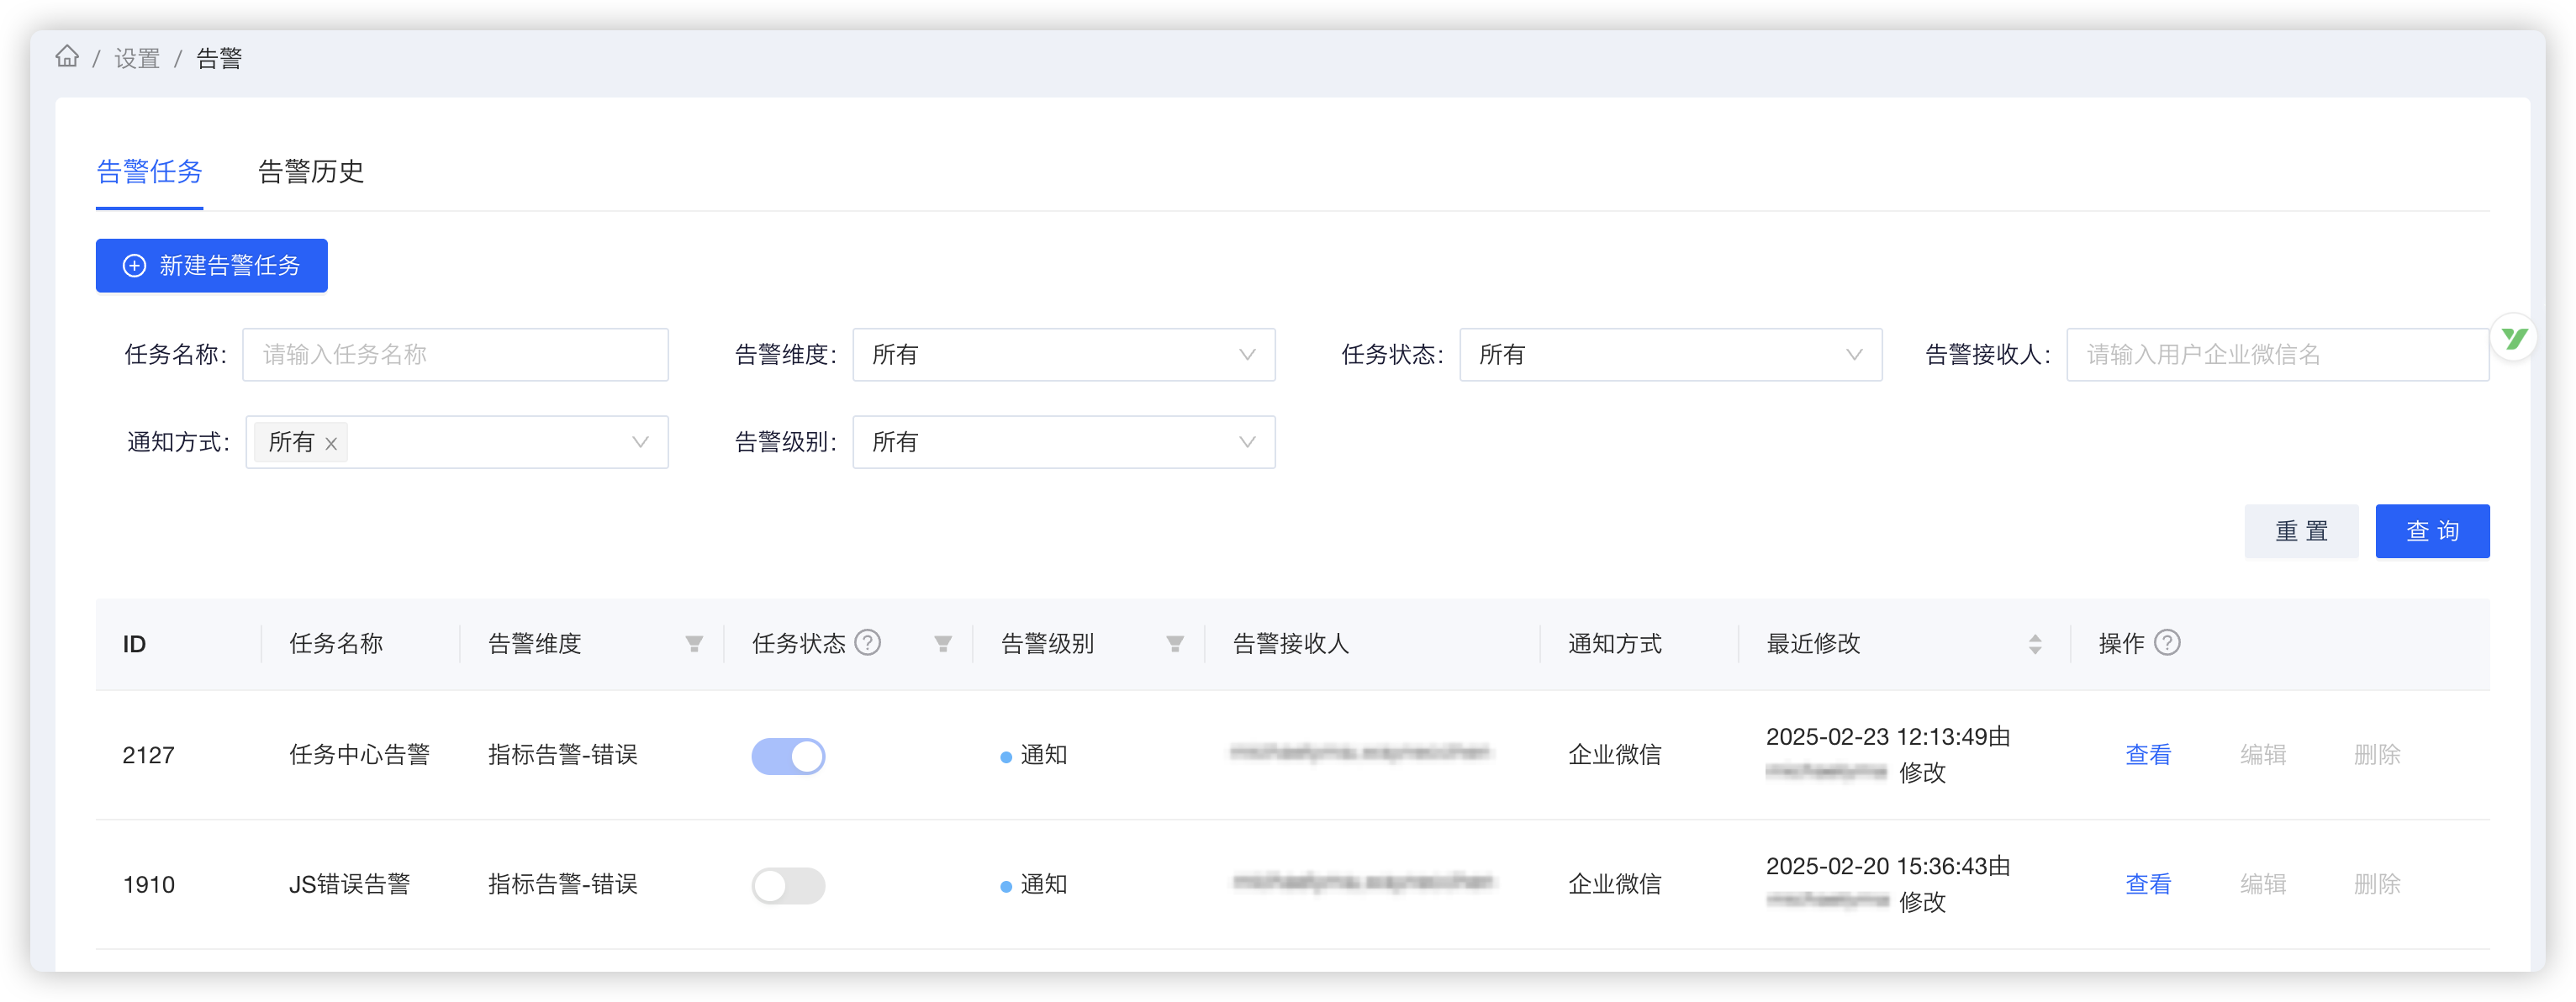 / 设置 / 告警
告警任务 告警历史
新建告警任务
任务名称: 请输入任务名称 告警维度: 所有 任务状态: 所有 告警接收人: 请输入用户企业微信名
通知方式: 所有 x 告警级别: 所有
重 置 查 询
ID 任务名称 告警维度 任务状态 ? 告警级别 告警接收人 通知方式 最近修改 操作 ?
2127 任务中心告警 指标告警-错误 通知 企业微信 2025-02-23 12:13:49由 查看 编辑 删除
修改
1910 JS错误告警 指标告警-错误 通知 企业微信 2025-02-20 15:36:43由 查看 编辑 删除
修改